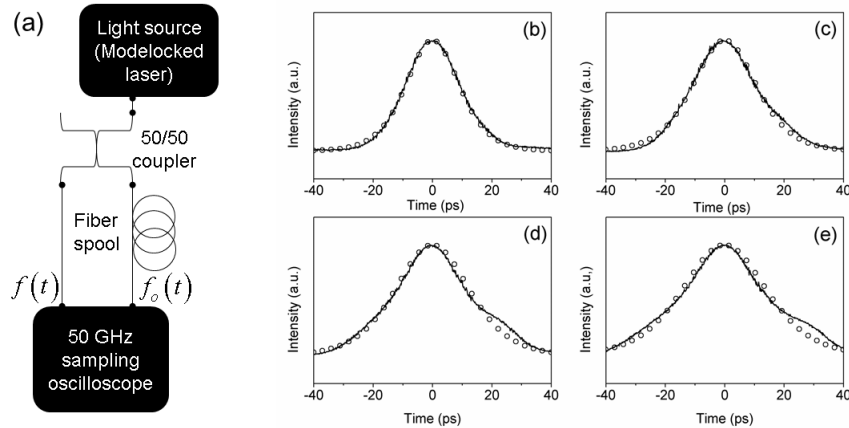 (a)
Light source
(Modelocked
laser)
50/50
coupler
Fiber
spool
f(t)
f_o(t)
50 GHz
sampling
oscilloscope
(b)
Intensity (a.u.)
-40 -20 0 20 40
Time (ps)
(c)
Intensity (a.u.)
-40 -20 0 20 40
Time (ps)
(d)
Intensity (a.u.)
-40 -20 0 20 40
Time (ps)
(e)
Intensity (a.u.)
-40 -20 0 20 40
Time (ps)